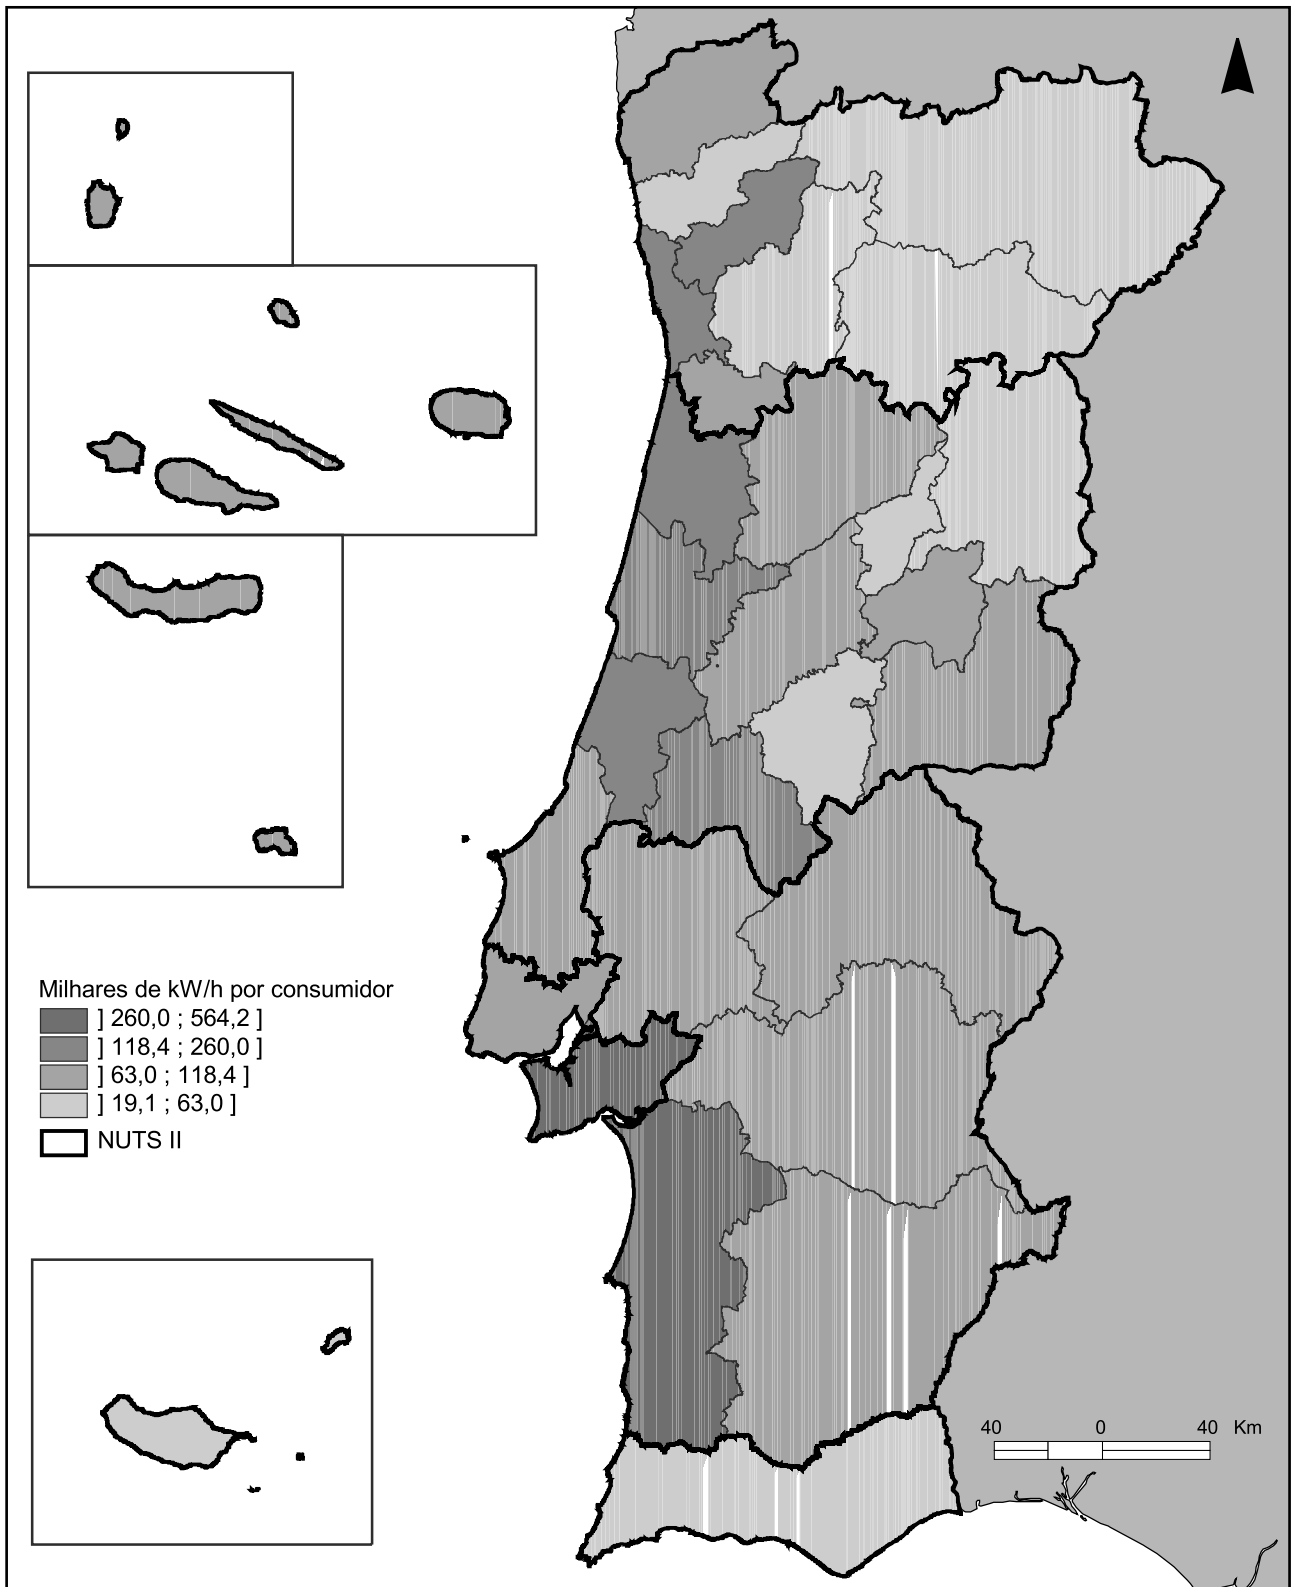 Milhares de kW/h por consumidor
] 260,0 ; 564,2 ]
] 118,4 ; 260,0 ]
] 63,0 ; 118,4 ]
] 19,1 ; 63,0 ]
NUTS II
40 0 40 Km